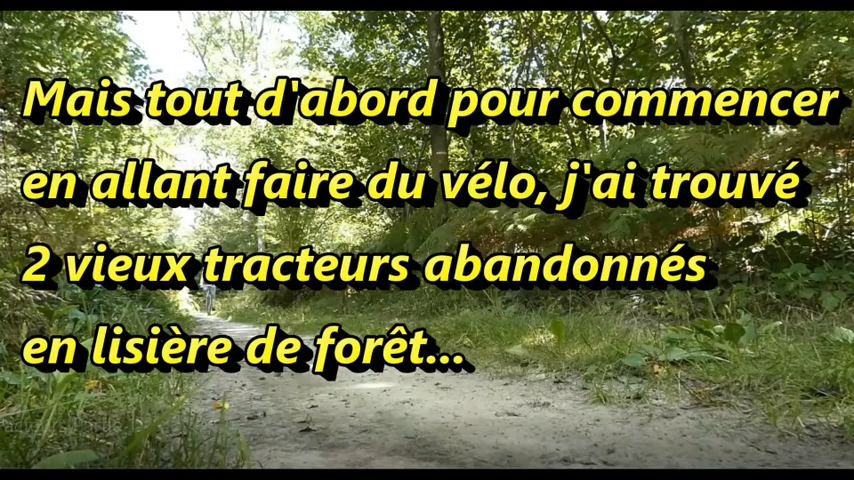 Mais tout d'abord pour commencer
en allant faire du vélo, j'ai trouvé
2 vieux tracteurs abandonnés
en lisière de forêt...